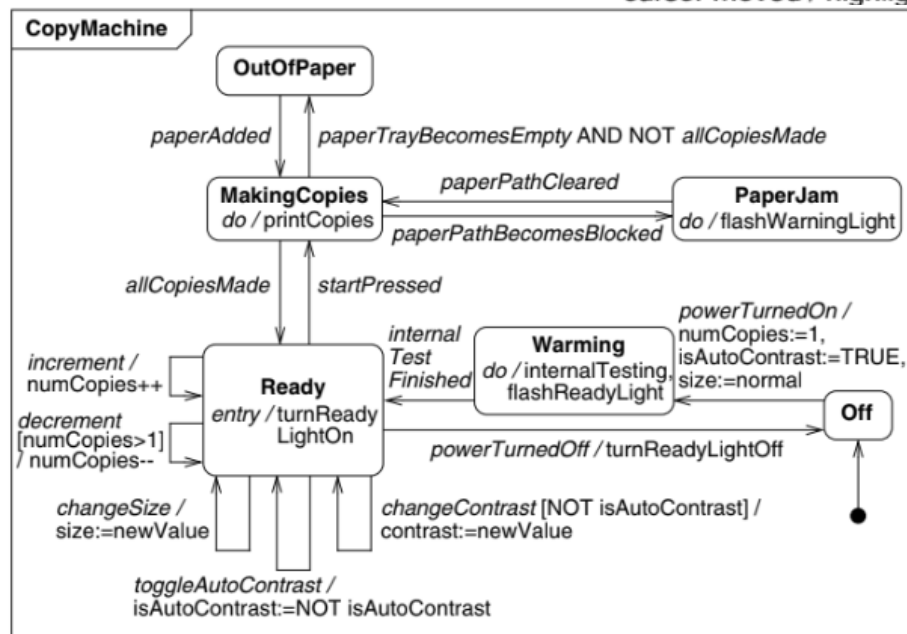 CopyMachine
OutOfPaper
paperAdded
paperTrayBecomesEmpty AND NOT allCopiesMade
MakingCopies
do / printCopies
paperPathCleared
paperPathBecomesBlocked
PaperJam
do / flashWarningLight
allCopiesMade
startPressed
increment /
numCopies++
decrement
[numCopies>1]
/ numCopies--
Ready
entry / turnReady
LightOn
internal
Test
Finished
Warming
do / internalTesting,
flashReadyLight
powerTurnedOn /
numCopies:=1,
isAutoContrast:=TRUE,
size:=normal
Off
powerTurnedOff / turnReadyLightOff
changeSize /
size:=newValue
toggleAutoContrast /
isAutoContrast:=NOT isAutoContrast
changeContrast [NOT isAutoContrast] /
contrast:=newValue